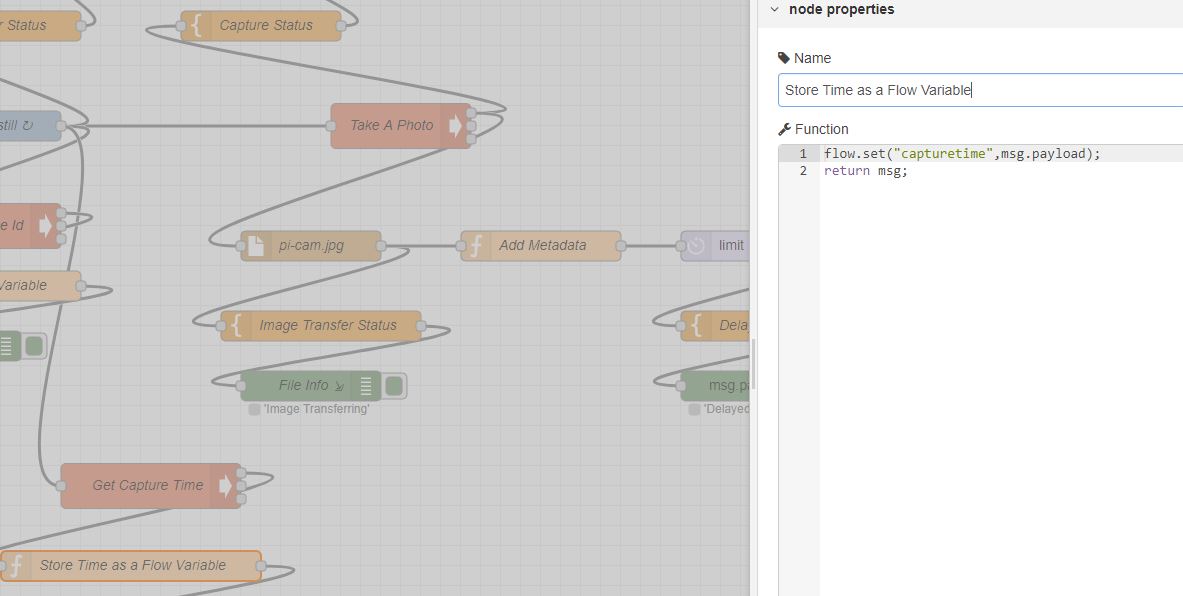 Status
Capture Status
still ↻
Take A Photo
e Id
pi-cam.jpg
Add Metadata
limit
Variable
Image Transfer Status
Dela
File Info ⇲
msg.pa
'Image Transferring'
'Delayed
Get Capture Time
Store Time as a Flow Variable
node properties
Name
Store Time as a Flow Variable
Function
1 flow.set("capturetime",msg.payload);
2 return msg;